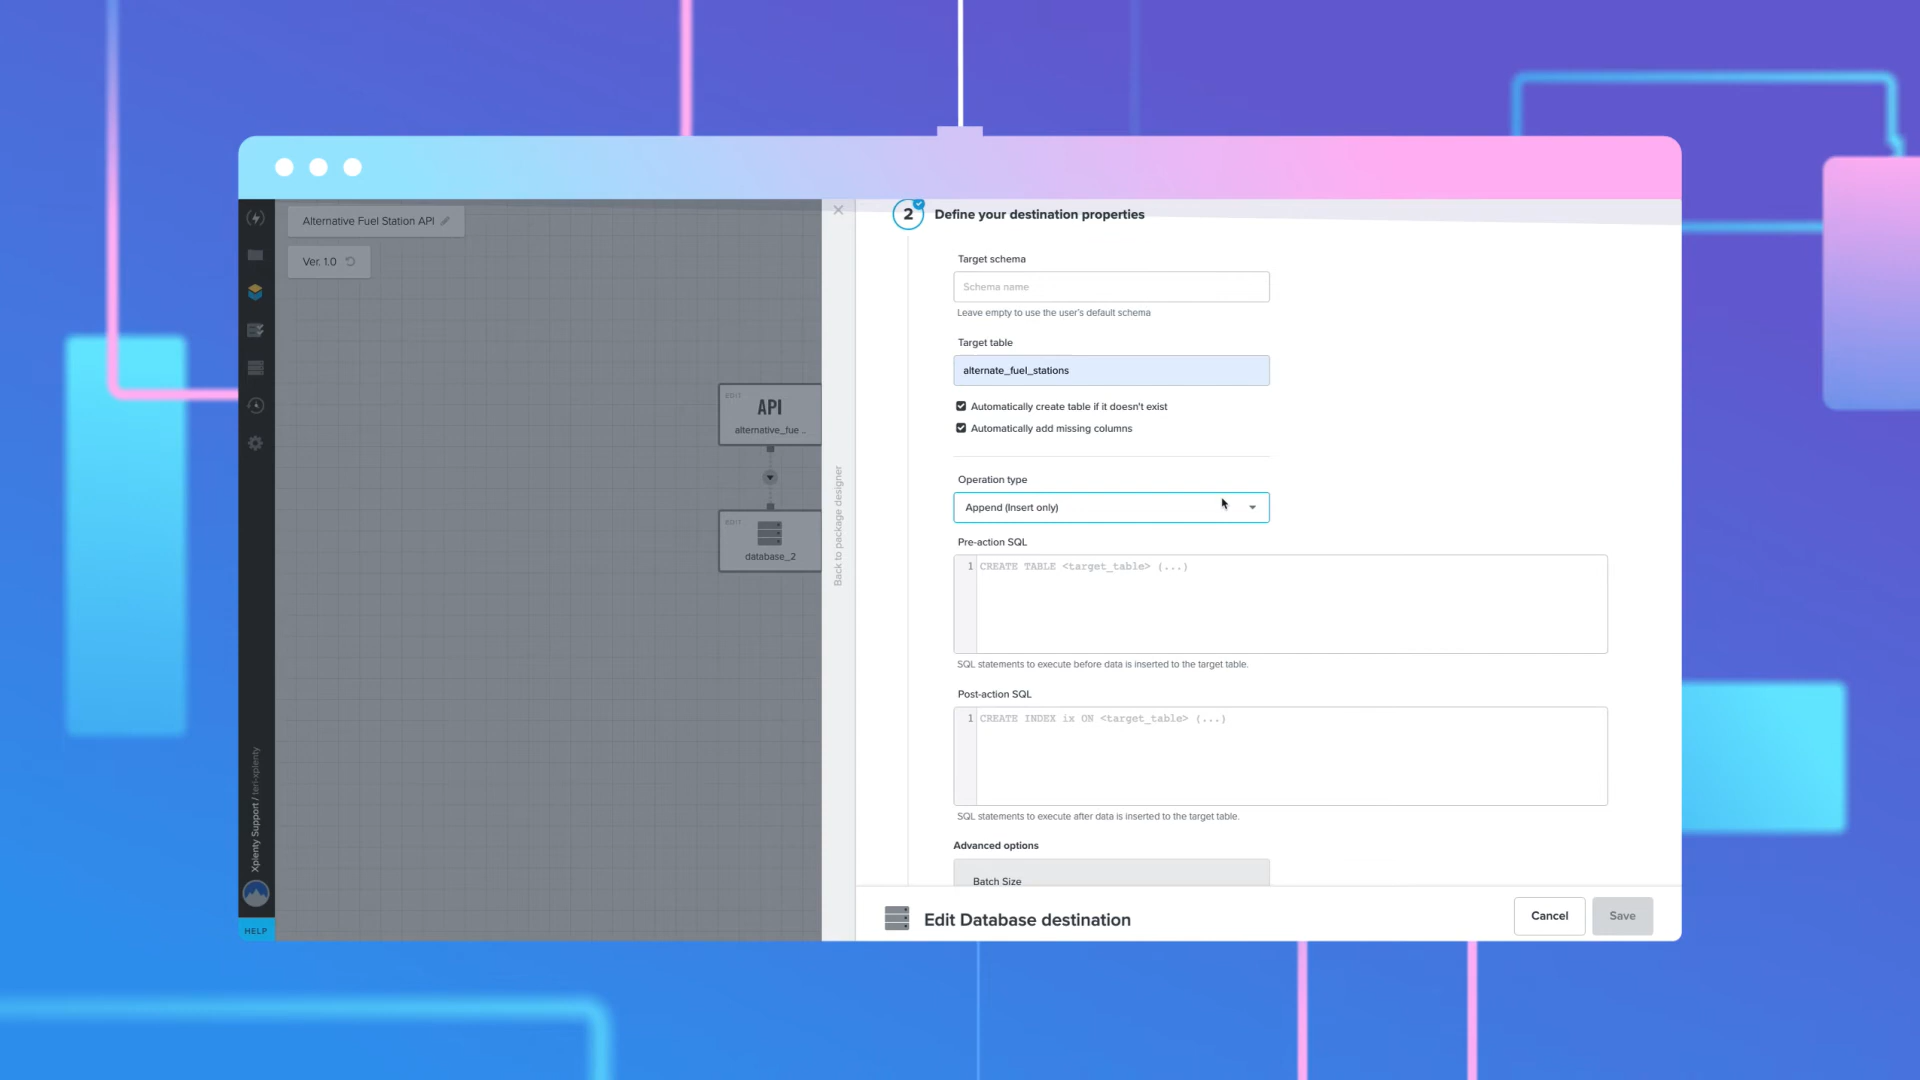 Alternative Fuel Station API
Ver. 1.0
EDIT
API
alternative_fue ..
EDIT
database_2
Xplenty Support / teri-xplenty
HELP
Back to package designer
2 Define your destination properties
Target schema
Schema name
Leave empty to use the user's default schema
Target table
alternate_fuel_stations
Automatically create table if it doesn't exist
Automatically add missing columns
Operation type
Append (Insert only)
Pre-action SQL
1 CREATE TABLE <target_table> (...)
SQL statements to execute before data is inserted to the target table.
Post-action SQL
1 CREATE INDEX ix ON <target_table> (...)
SQL statements to execute after data is inserted to the target table.
Advanced options
Batch Size
Edit Database destination
Cancel
Save